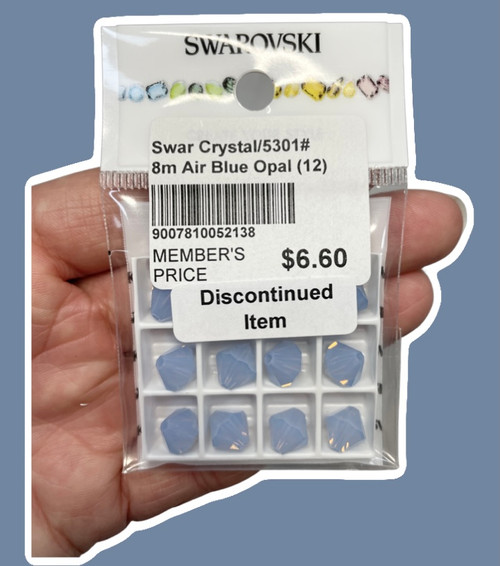 SWAROVSKI
Swar Crystal/5301#
8m Air Blue Opal (12)
9007810052138
MEMBER'S
PRICE
$6.60
Discontinued
Item